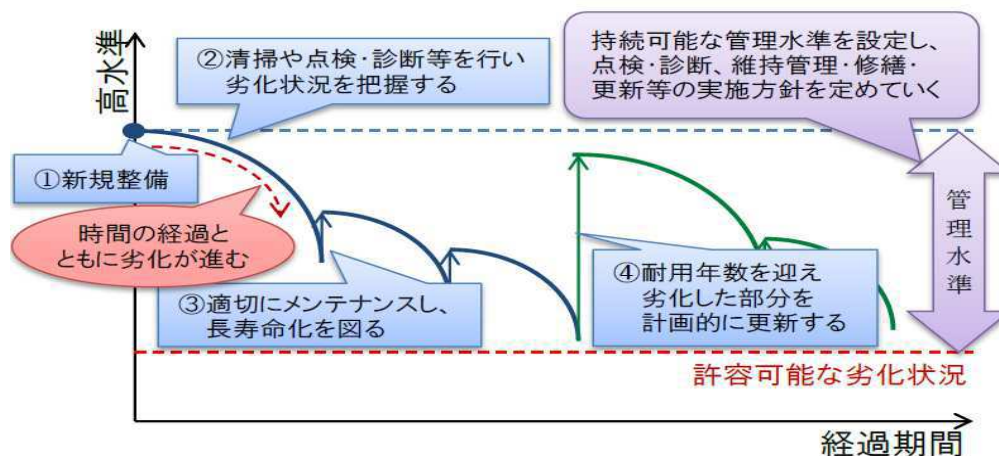 高水準
②清掃や点検・診断等を行い
劣化状況を把握する
持続可能な管理水準を設定し、
点検・診断、維持管理・修繕・
更新等の実施方針を定めていく
①新規整備
時間の経過と
ともに劣化が進む
③適切にメンテナンスし、
長寿命化を図る
④耐用年数を迎え
劣化した部分を
計画的に更新する
管理水準
許容可能な劣化状況
経過期間